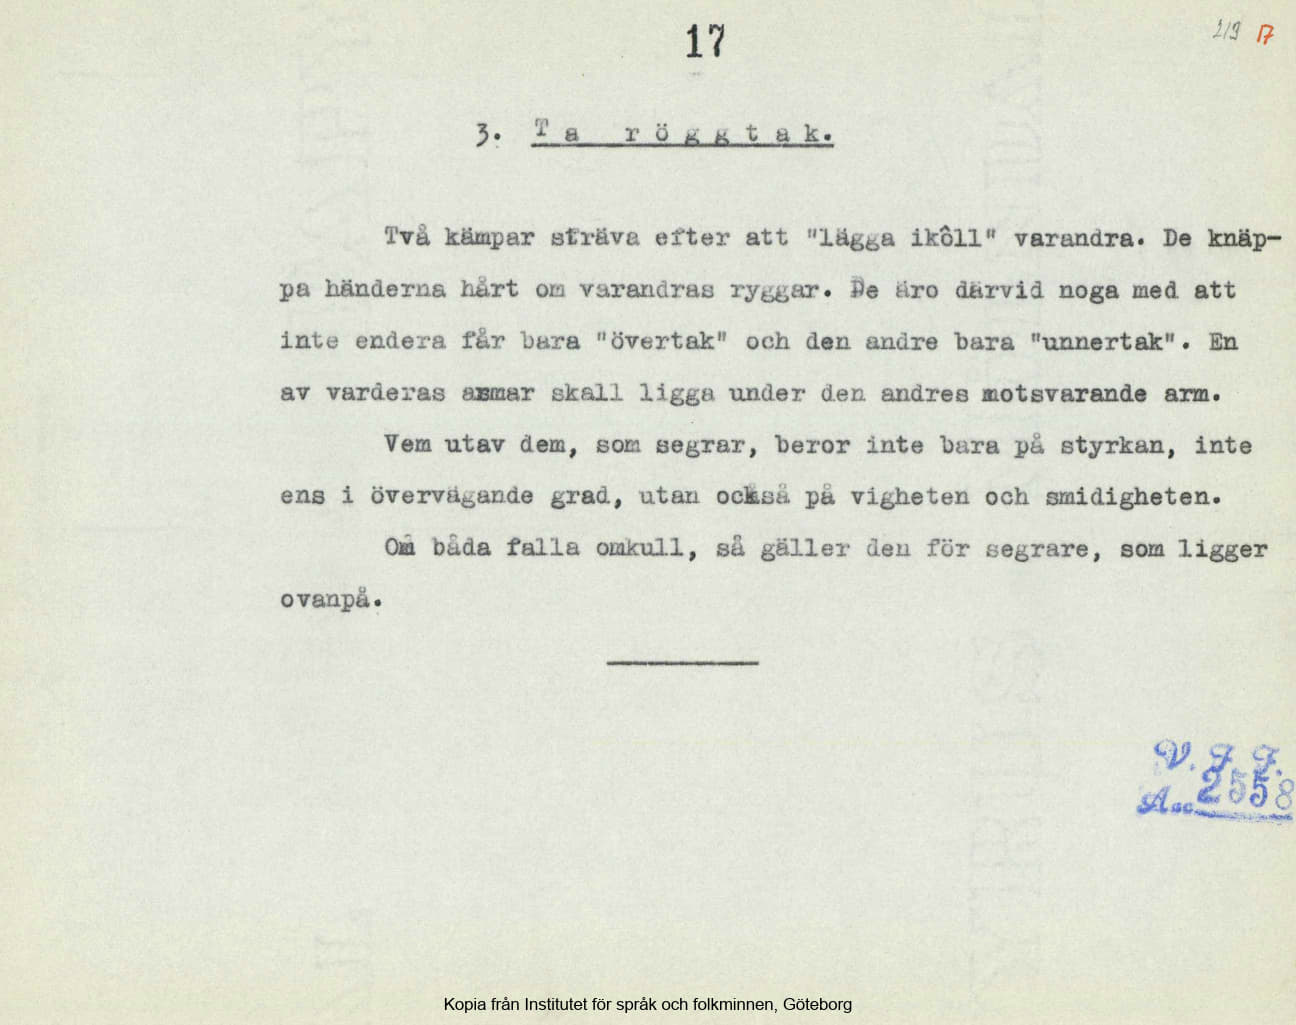 17
219 17
3. Ta röggtak.
Två kämpar sträva efter att "lägga ikôll" varandra. De knäp-
pa händerna hårt om varandras ryggar. De äro därvid noga med att
inte endera får bara "övertak" och den andre bara "unnertak". En
av varderas armar skall ligga under den andres motsvarande arm.
Vem utav dem, som segrar, beror inte bara på styrkan, inte
ens i övervägande grad, utan också på vigheten och smidigheten.
Om båda falla omkull, så gäller den för segrare, som ligger
ovanpå.
V. F. F.
Acc 2558
Kopia från Institutet för språk och folkminnen, Göteborg